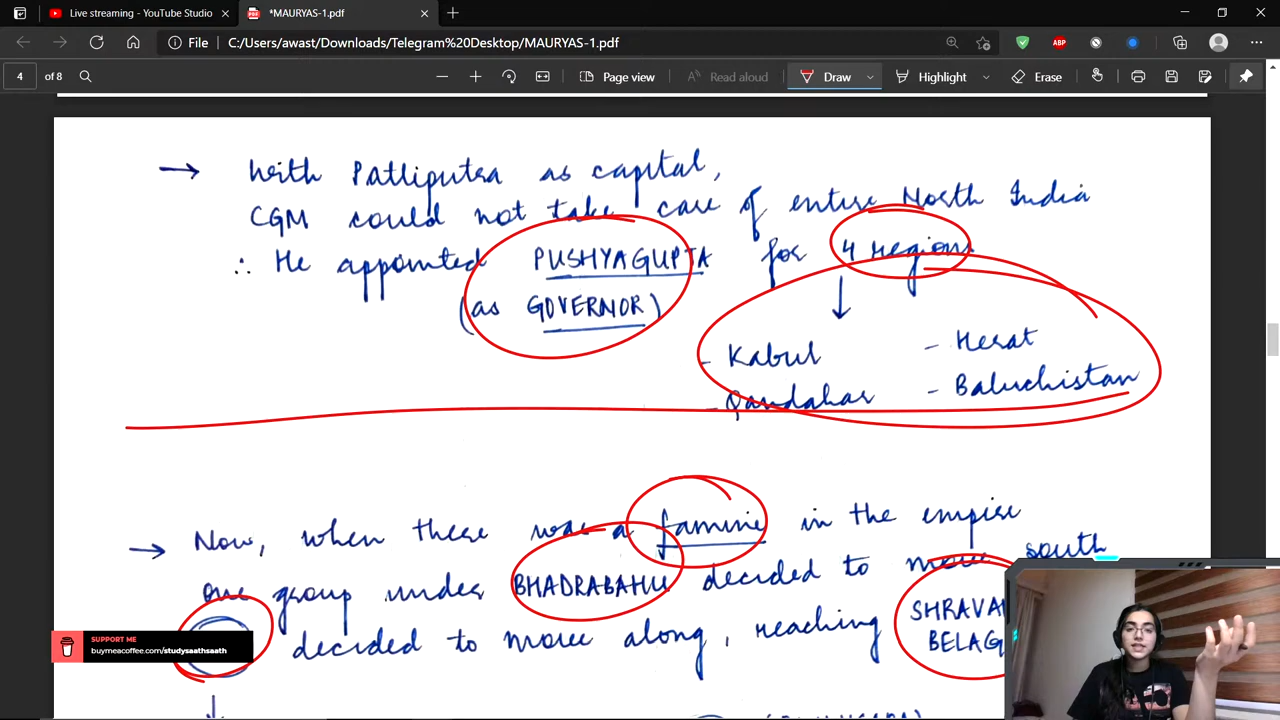 Live streaming - YouTube Studio
*MAURYAS-1.pdf
File
C:/Users/awast/Downloads/Telegram%20Desktop/MAURYAS-1.pdf
4 of 8
Page view
Read aloud
Draw
Highlight
Erase
→ With Patliputra as capital,
CGM could not take care of entire North India
∴ He appointed PUSHYAGUPTA for 4 regions
(as GOVERNOR)
- Kabul - Herat
- Qandahar - Baluchistan
→ Now, when there was a famine in the empire
one group under BHADRABAHU decided to move south
decided to move along, reaching SHRAVA
BELAG
SUPPORT ME
buymeacoffee.com/studysaathsaath
ABP